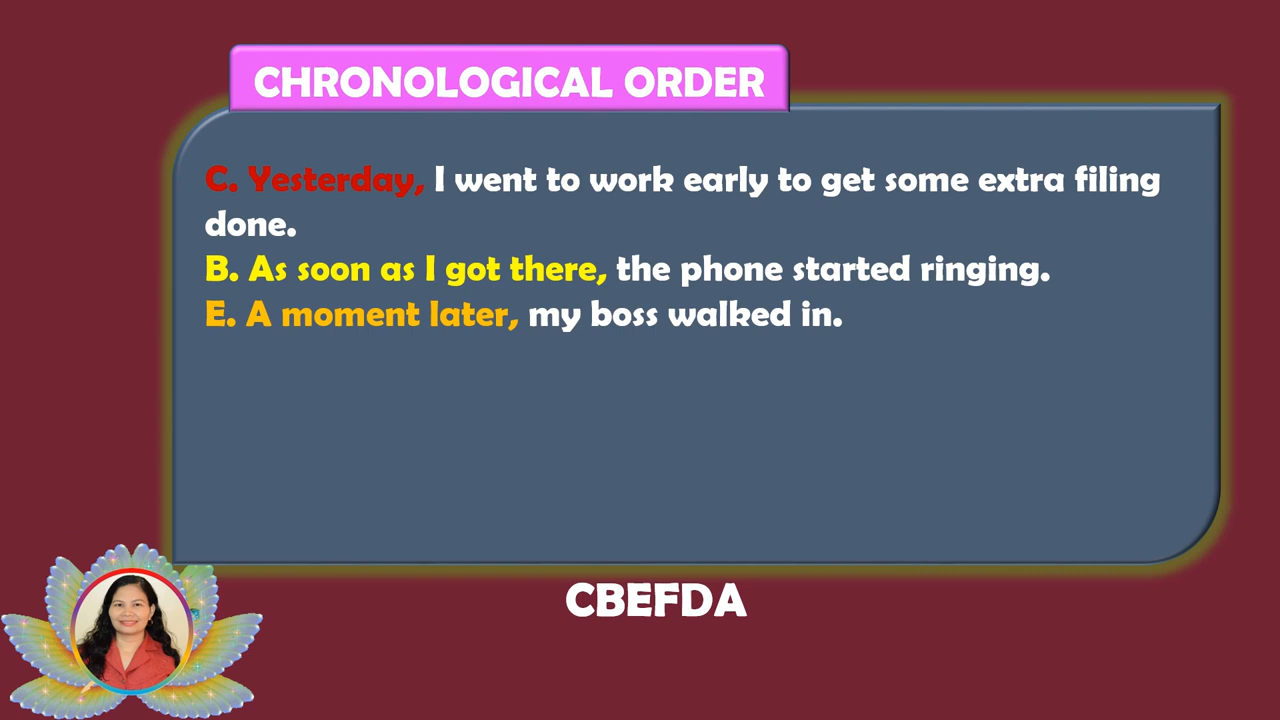 CHRONOLOGICAL ORDER
C. Yesterday, I went to work early to get some extra filing
done.
B. As soon as I got there, the phone started ringing.
E. A moment later, my boss walked in.
CBEFDA